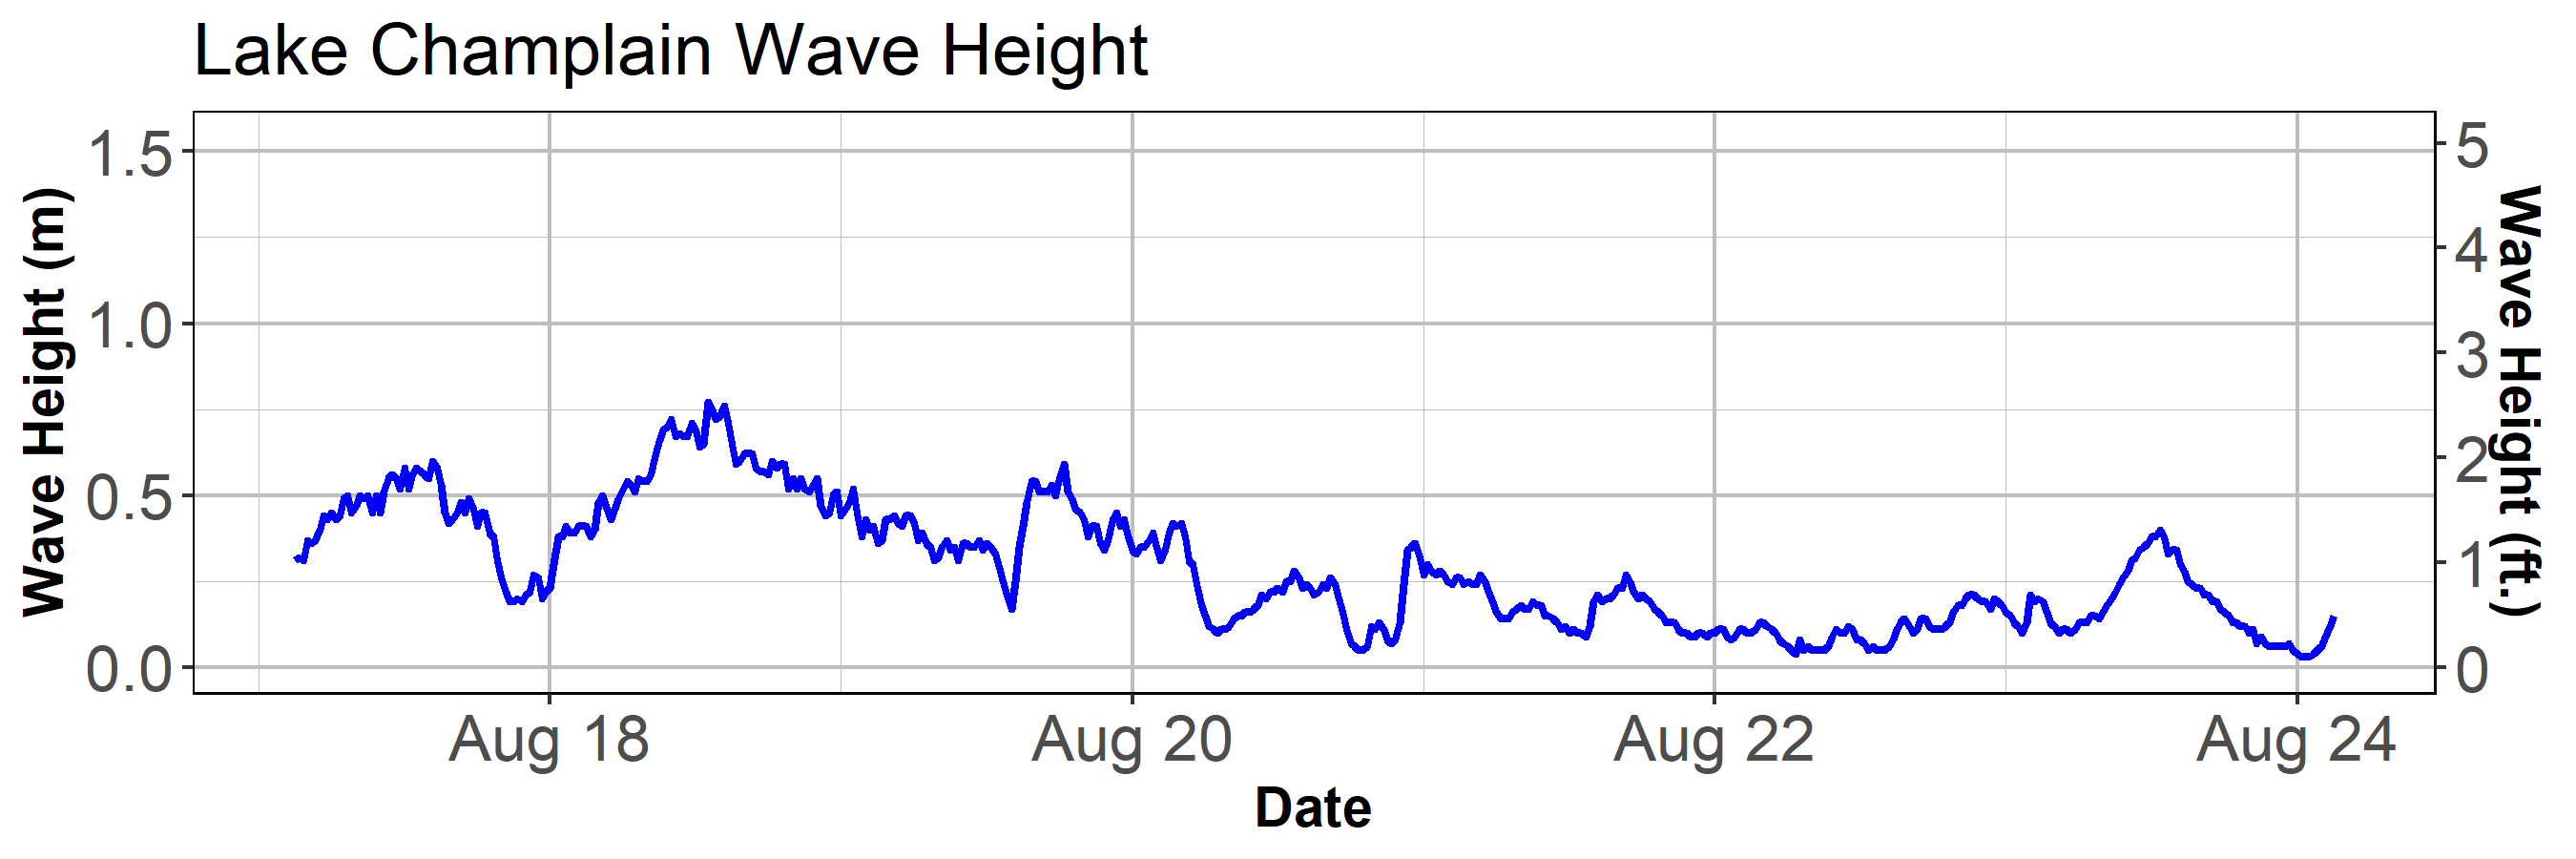 Lake Champlain Wave Height
Wave Height (m)
1.5
1.0
0.5
0.0
5
4
3
2
1
0
Wave Height (ft.)
Aug 18
Aug 20
Aug 22
Aug 24
Date